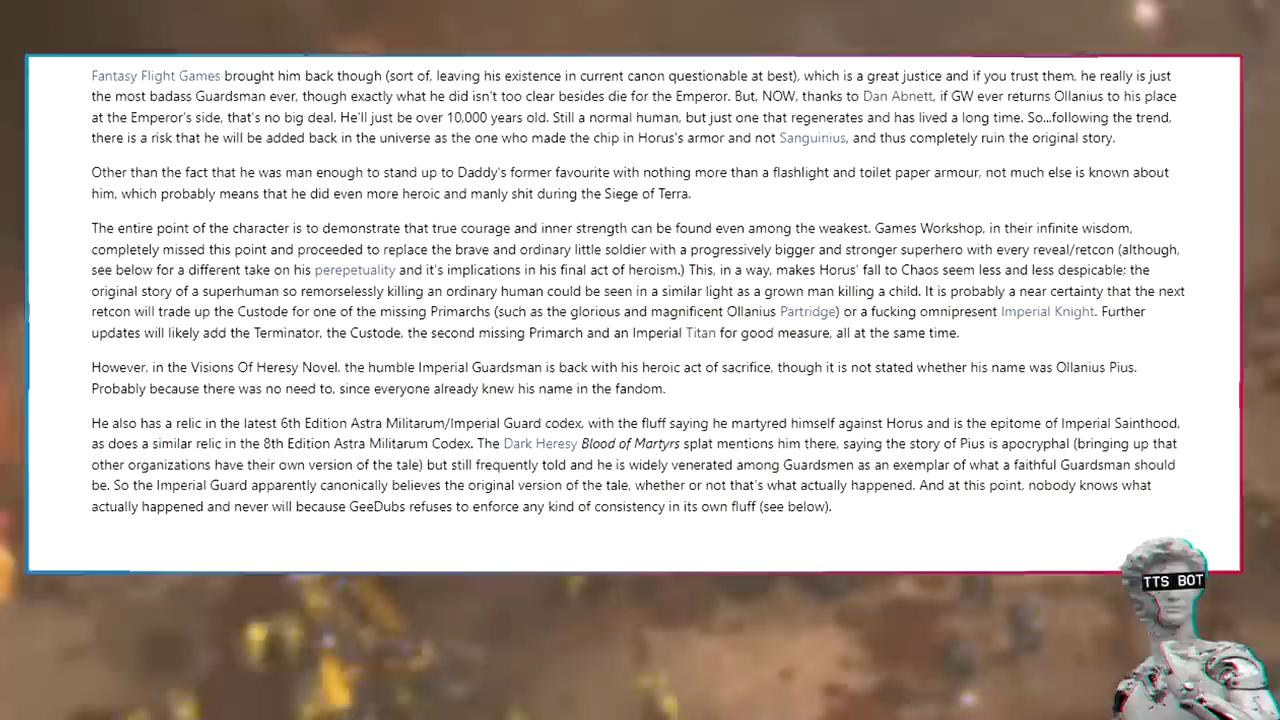 Fantasy Flight Games brought him back though (sort of, leaving his existence in current canon questionable at best), which is a great justice and if you trust them, he really is just
the most badass Guardsman ever, though exactly what he did isn't too clear besides die for the Emperor. But, NOW, thanks to Dan Abnett, if GW ever returns Ollanius to his place
at the Emperor's side, that's no big deal. He'll just be over 10,000 years old. Still a normal human, but just one that regenerates and has lived a long time. So...following the trend,
there is a risk that he will be added back in the universe as the one who made the chip in Horus's armor and not Sanguinius, and thus completely ruin the original story.
Other than the fact that he was man enough to stand up to Daddy's former favourite with nothing more than a flashlight and toilet paper armour, not much else is known about
him, which probably means that he did even more heroic and manly shit during the Siege of Terra.
The entire point of the character is to demonstrate that true courage and inner strength can be found even among the weakest. Games Workshop, in their infinite wisdom,
completely missed this point and proceeded to replace the brave and ordinary little soldier with a progressively bigger and stronger superhero with every reveal/retcon (although,
see below for a different take on his perepetuality and it's implications in his final act of heroism.) This, in a way, makes Horus' fall to Chaos seem less and less despicable; the
original story of a superhuman so remorselessly killing an ordinary human could be seen in a similar light as a grown man killing a child. It is probably a near certainty that the next
retcon will trade up the Custode for one of the missing Primarchs (such as the glorious and magnificent Ollanius Partridge) or a fucking omnipresent Imperial Knight. Further
updates will likely add the Terminator, the Custode, the second missing Primarch and an Imperial Titan for good measure, all at the same time.
However, in the Visions Of Heresy Novel, the humble Imperial Guardsman is back with his heroic act of sacrifice, though it is not stated whether his name was Ollanius Pius.
Probably because there was no need to, since everyone already knew his name in the fandom.
He also has a relic in the latest 6th Edition Astra Militarum/Imperial Guard codex, with the fluff saying he martyred himself against Horus and is the epitome of Imperial Sainthood,
as does a similar relic in the 8th Edition Astra Militarum Codex. The Dark Heresy Blood of Martyrs splat mentions him there, saying the story of Pius is apocryphal (bringing up that
other organizations have their own version of the tale) but still frequently told and he is widely venerated among Guardsmen as an exemplar of what a faithful Guardsman should
be. So the Imperial Guard apparently canonically believes the original version of the tale, whether or not that's what actually happened. And at this point, nobody knows what
actually happened and never will because GeeDubs refuses to enforce any kind of consistency in its own fluff (see below).
TTS BOT